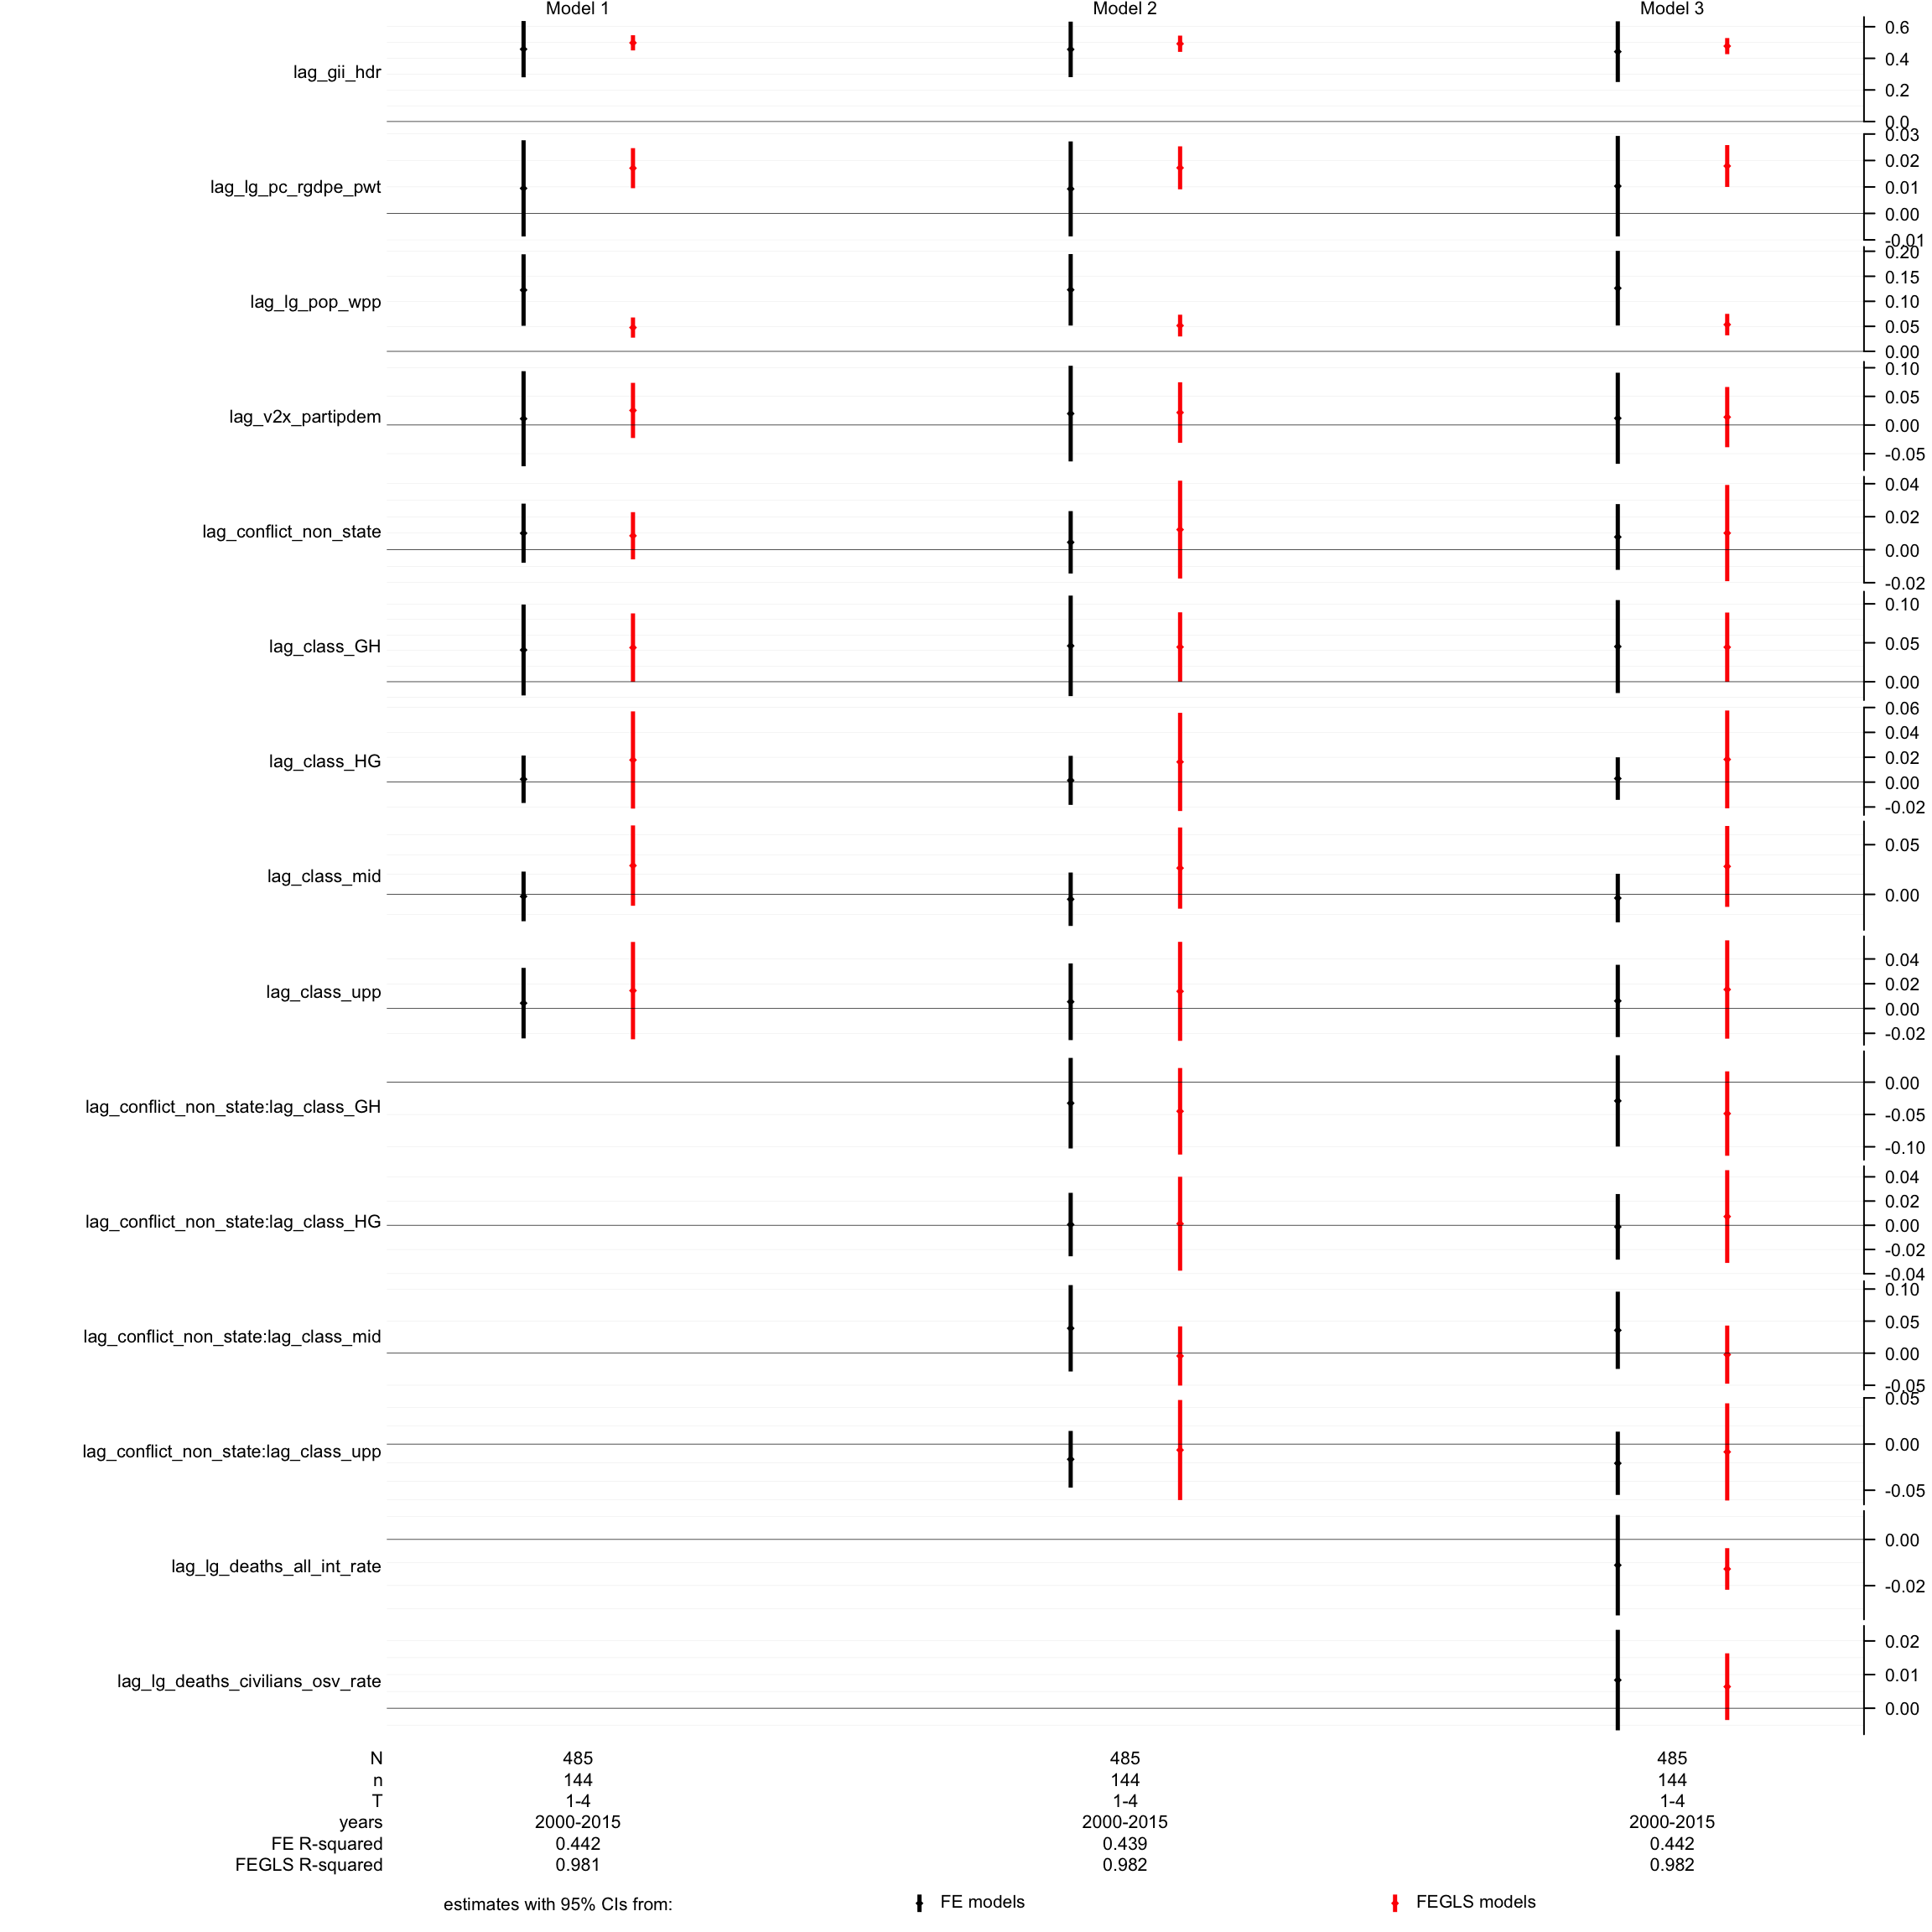 Model 1 Model 2 Model 3
lag_gii_hdr
0.6
0.4
0.2
0.0
lag_lg_pc_rgdpe_pwt
0.03
0.02
0.01
0.00
-0.01
lag_lg_pop_wpp
0.20
0.15
0.10
0.05
0.00
lag_v2x_partipdem
0.10
0.05
0.00
-0.05
lag_conflict_non_state
0.04
0.02
0.00
-0.02
lag_class_GH
0.10
0.05
0.00
lag_class_HG
0.06
0.04
0.02
0.00
-0.02
lag_class_mid
0.05
0.00
lag_class_upp
0.04
0.02
0.00
-0.02
lag_conflict_non_state:lag_class_GH
0.00
-0.05
-0.10
lag_conflict_non_state:lag_class_HG
0.04
0.02
0.00
-0.02
-0.04
lag_conflict_non_state:lag_class_mid
0.10
0.05
0.00
-0.05
lag_conflict_non_state:lag_class_upp
0.05
0.00
-0.05
lag_lg_deaths_all_int_rate
0.00
-0.02
lag_lg_deaths_civilians_osv_rate
0.02
0.01
0.00
N 485 485 485
n 144 144 144
T 1-4 1-4 1-4
years 2000-2015 2000-2015 2000-2015
FE R-squared 0.442 0.439 0.442
FEGLS R-squared 0.981 0.982 0.982
estimates with 95% CIs from: FE models FEGLS models